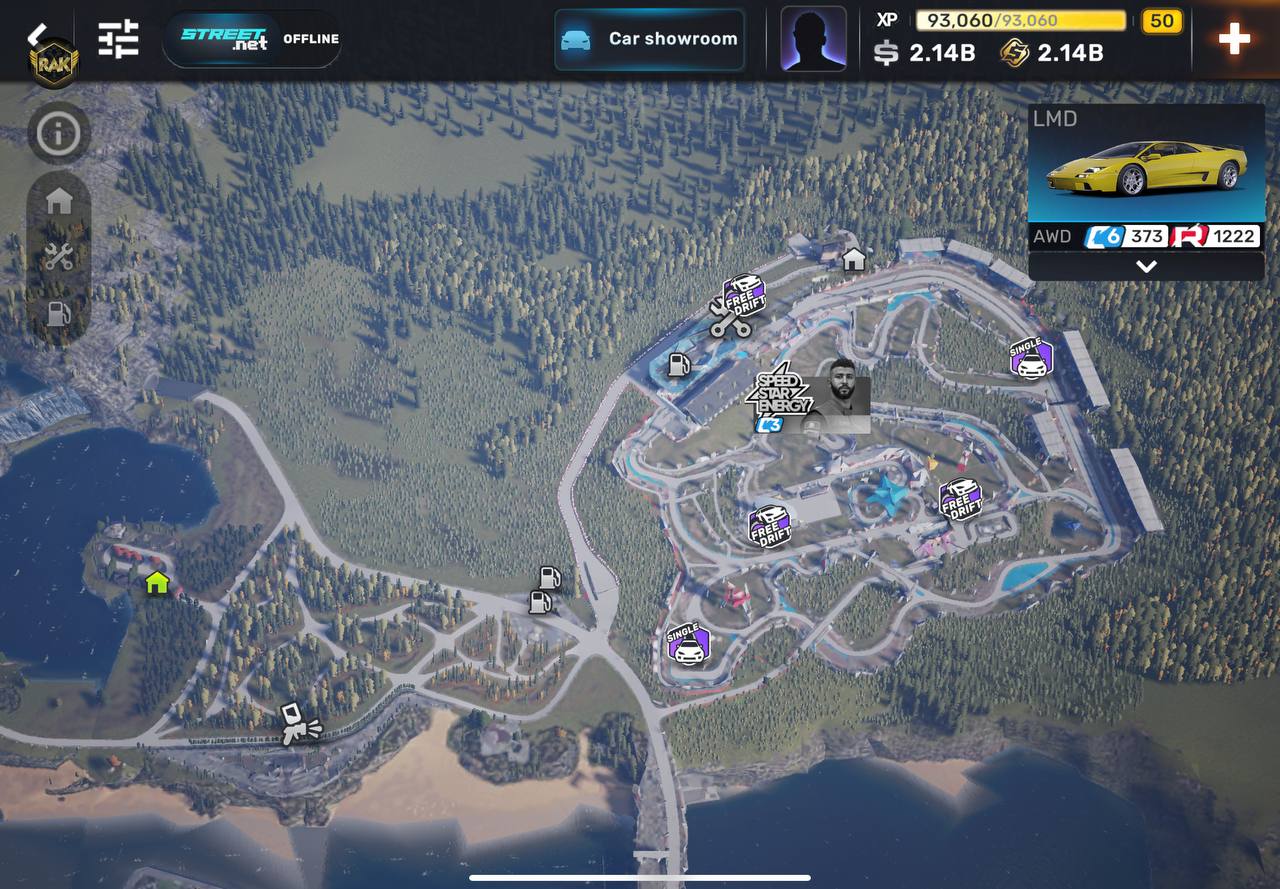 RAK
STREET
.net
OFFLINE
Car showroom
XP
93,060/93,060
50
2.14B
2.14B
LMD
AWD
C6
373
R
1222
FREE
DRIFT
SINGLE
SPEED
STAR
ENERGY
C3
FREE
DRIFT
FREE
DRIFT
SINGLE